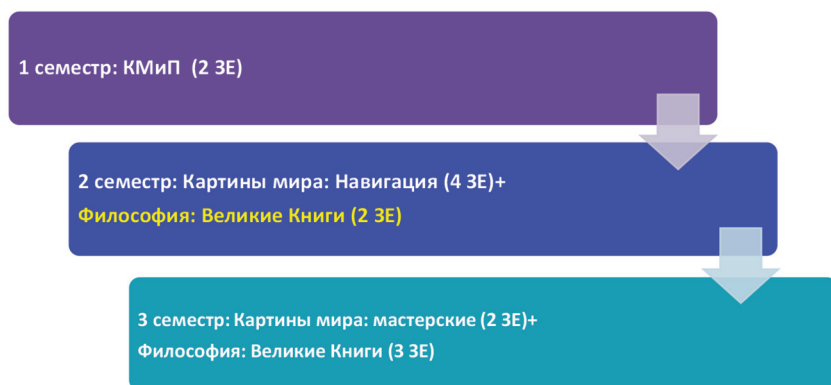 1 семестр: КМиП (2 ЗЕ)
2 семестр: Картины мира: Навигация (4 ЗЕ)+
Философия: Великие Книги (2 ЗЕ)
3 семестр: Картины мира: мастерские (2 ЗЕ)+
Философия: Великие Книги (3 ЗЕ)